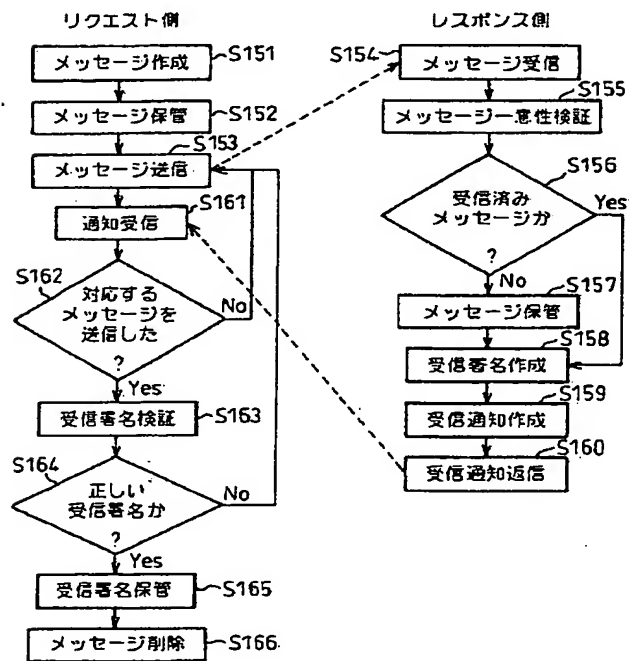 リクエスト側
メッセージ作成
S151
メッセージ保管
S152
S153
メッセージ送信
S161
通知受信
S162
対応する
メッセージを
送信した
?
No
Yes
受信署名検証
S163
S164
正しい
受信署名か
?
No
Yes
受信署名保管
S165
メッセージ削除
S166
レスポンス側
S154
メッセージ受信
S155
メッセージ一意性検証
S156
受信済み
メッセージか
?
Yes
No
S157
メッセージ保管
S158
受信署名作成
S159
受信通知作成
S160
受信通知返信